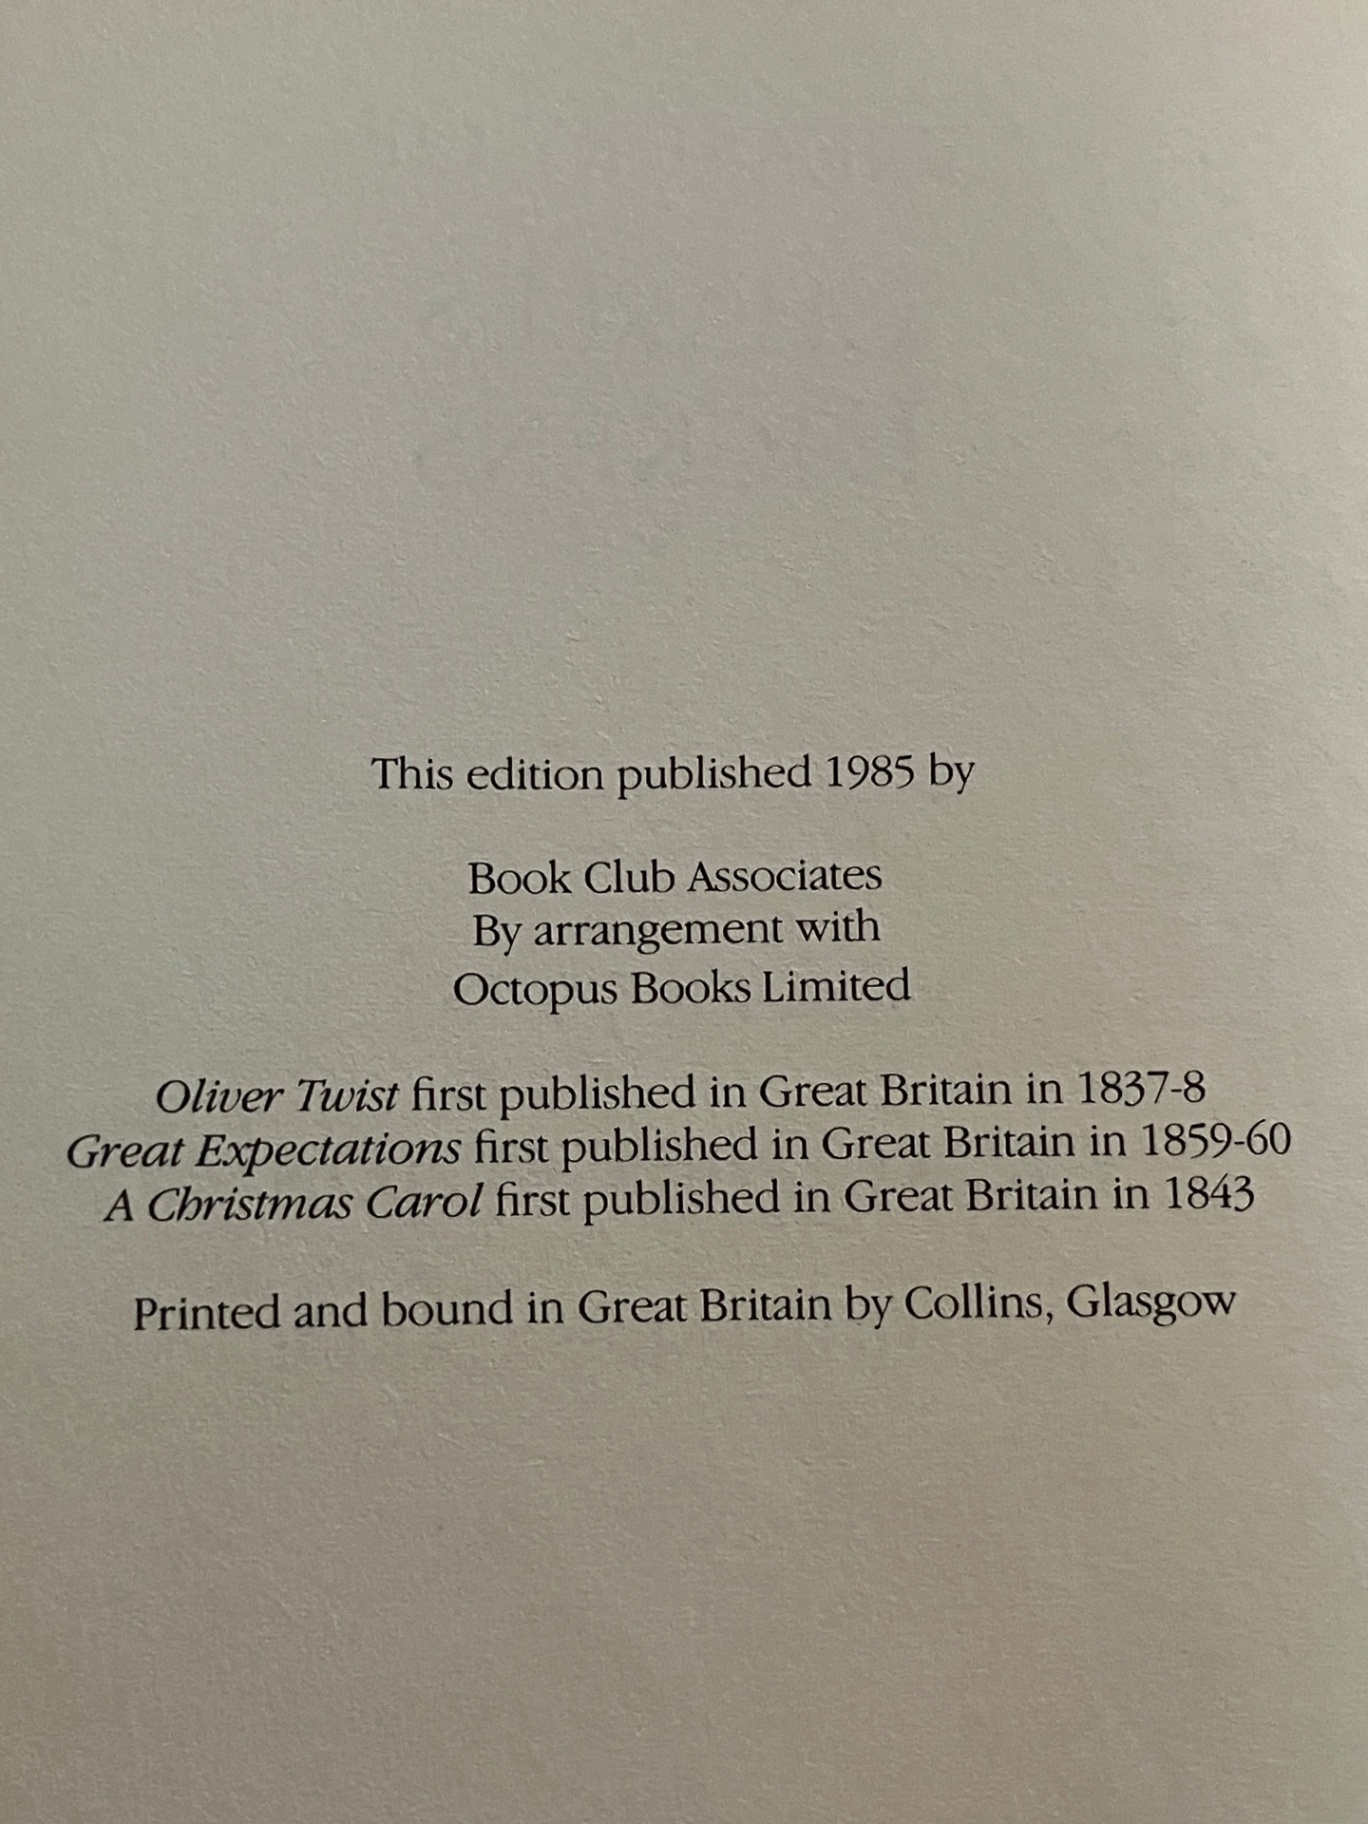 This edition published 1985 by
Book Club Associates
By arrangement with
Octopus Books Limited
Oliver Twist first published in Great Britain in 1837-8
Great Expectations first published in Great Britain in 1859-60
A Christmas Carol first published in Great Britain in 1843
Printed and bound in Great Britain by Collins, Glasgow